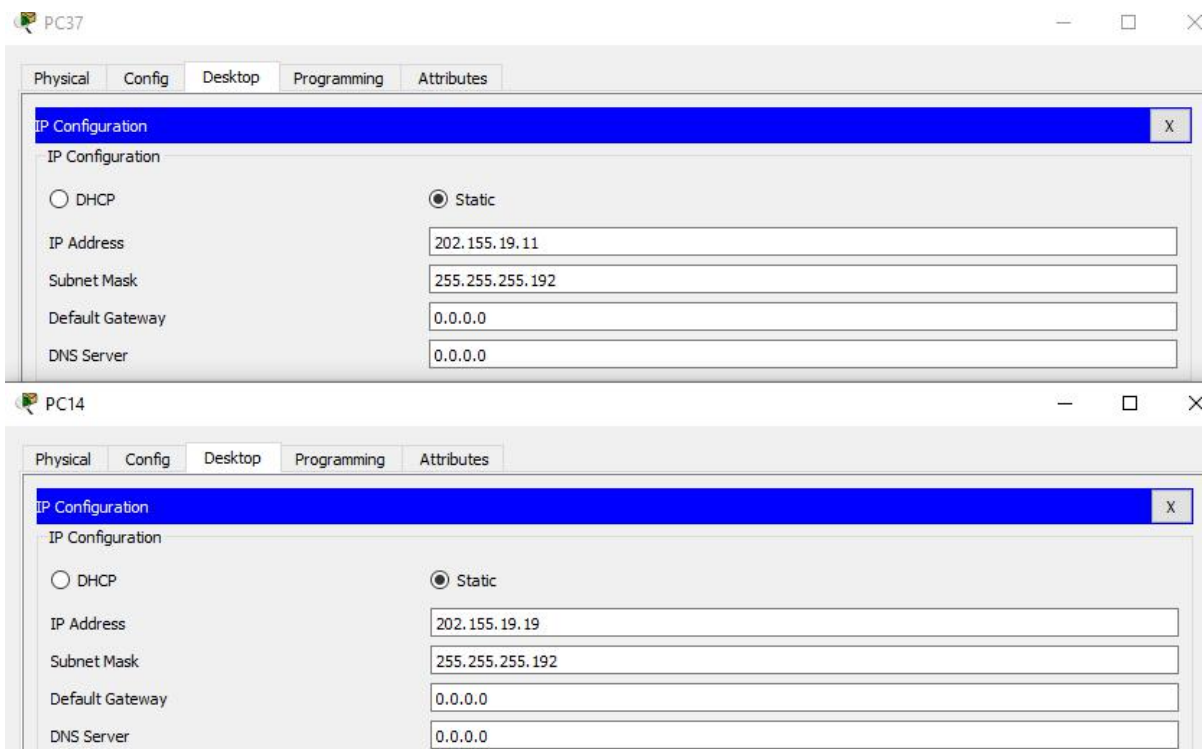 PC37
Physical Config Desktop Programming Attributes
IP Configuration X
IP Configuration
DHCP Static
IP Address 202.155.19.11
Subnet Mask 255.255.255.192
Default Gateway 0.0.0.0
DNS Server 0.0.0.0
PC14
Physical Config Desktop Programming Attributes
IP Configuration X
IP Configuration
DHCP Static
IP Address 202.155.19.19
Subnet Mask 255.255.255.192
Default Gateway 0.0.0.0
DNS Server 0.0.0.0